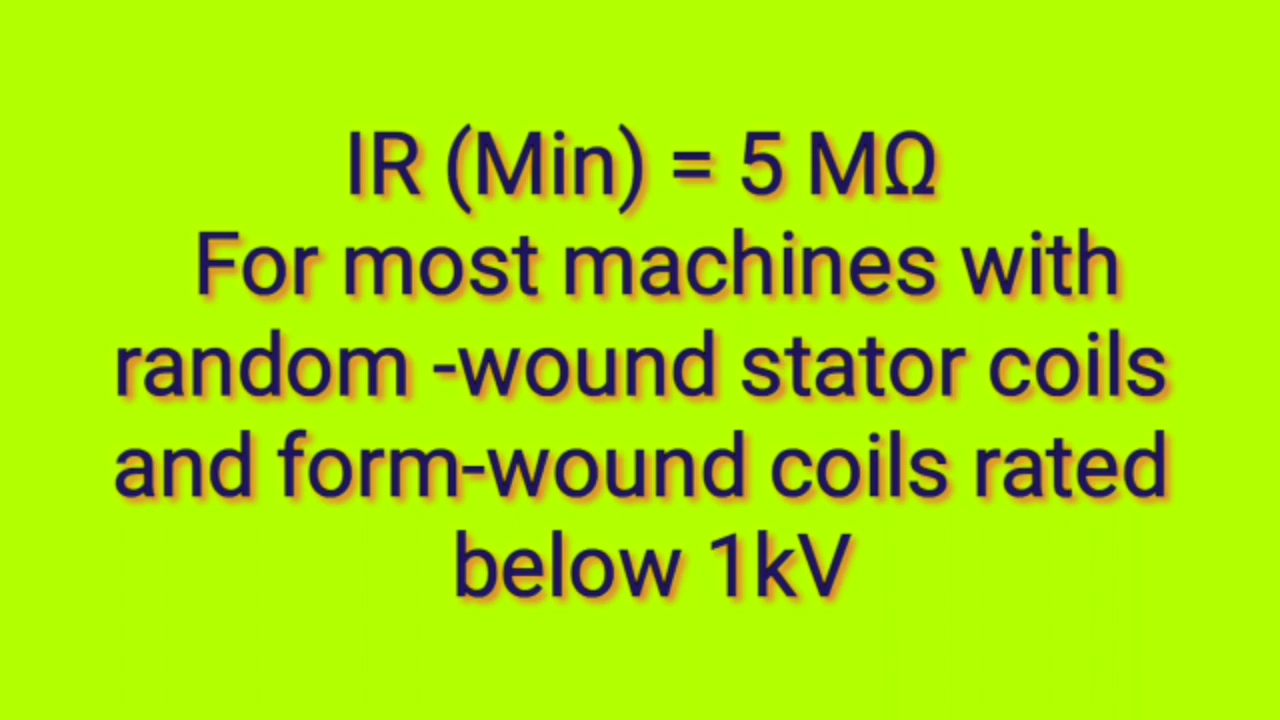 IR (Min) = 5 MΩ
For most machines with
random -wound stator coils
and form-wound coils rated
below 1kV